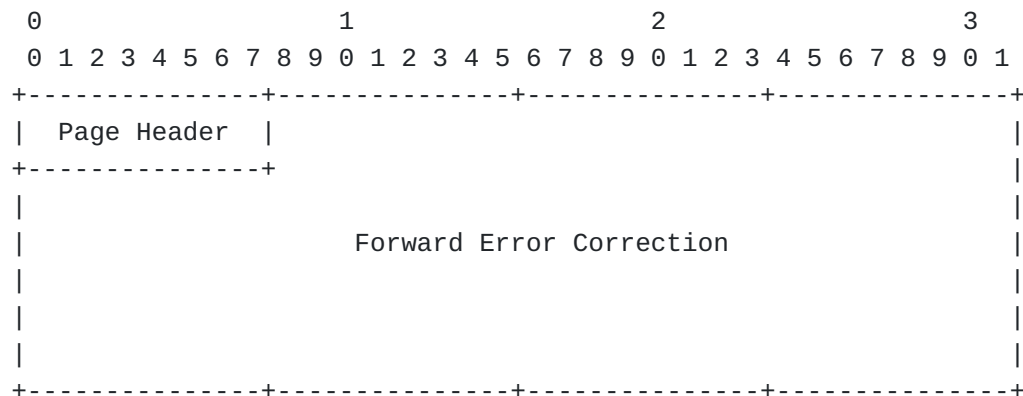 0                   1                   2                   3
 0 1 2 3 4 5 6 7 8 9 0 1 2 3 4 5 6 7 8 9 0 1 2 3 4 5 6 7 8 9 0 1
+---------------+---------------+---------------+---------------+
|  Page Header  |                                               |
+---------------+                                               |
|                                                               |
|                     Forward Error Correction                  |
|                                                               |
|                                                               |
|                                                               |
+---------------+---------------+---------------+---------------+